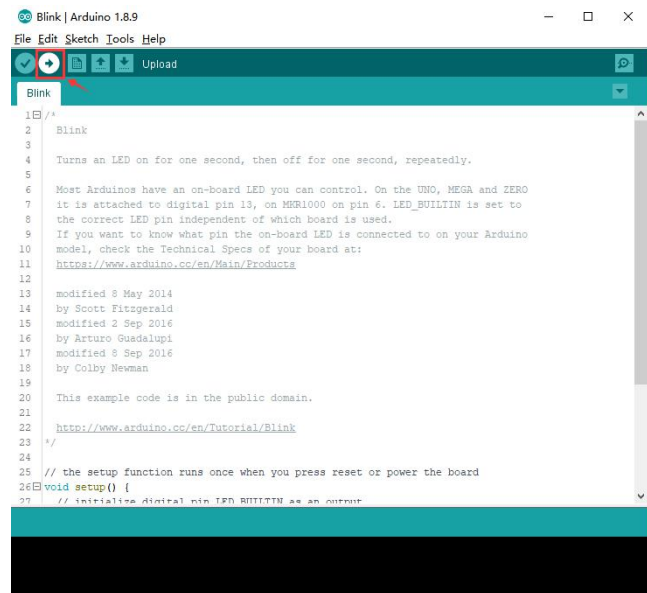 Blink | Arduino 1.8.9
File Edit Sketch Tools Help
Upload
Blink
1 /*
2 Blink
3
4 Turns an LED on for one second, then off for one second, repeatedly.
5
6 Most Arduinos have an on-board LED you can control. On the UNO, MEGA and ZERO
7 it is attached to digital pin 13, on MKR1000 on pin 6. LED_BUILTIN is set to
8 the correct LED pin independent of which board is used.
9 If you want to know what pin the on-board LED is connected to on your Arduino
10 model, check the Technical Specs of your board at:
11 https://www.arduino.cc/en/Main/Products
12
13 modified 8 May 2014
14 by Scott Fitzgerald
15 modified 2 Sep 2016
16 by Arturo Guadalupi
17 modified 8 Sep 2016
18 by Colby Newman
19
20 This example code is in the public domain.
21
22 http://www.arduino.cc/en/Tutorial/Blink
23 */
24
25 // the setup function runs once when you press reset or power the board
26 void setup() {
27 // initialize digital pin LED_BUILTIN as an output